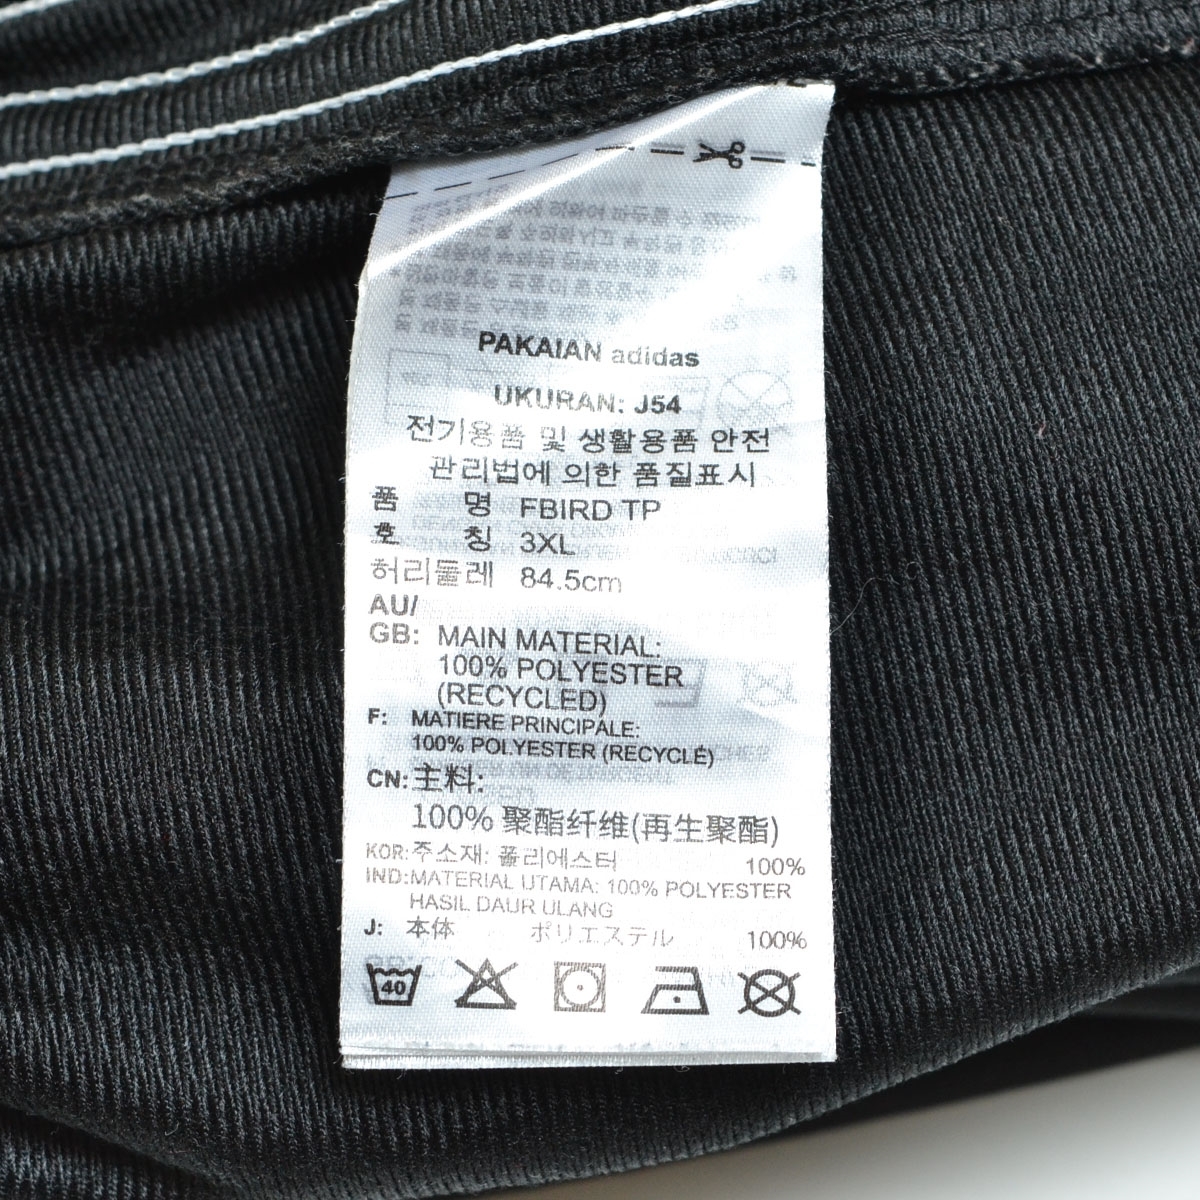 PAKAIAN adidas
UKURAN: J54
전기용품 및 생활용품 안전
관리법에 의한 품질표시
품 명 FBIRD TP
호 칭 3XL
허리둘레 84.5cm
AU/
GB: MAIN MATERIAL:
100% POLYESTER
(RECYCLED)
F: MATIERE PRINCIPALE:
100% POLYESTER (RECYCLÉ)
CN: 主料:
100% 聚酯纤维(再生聚酯)
KOR: 주소재: 폴리에스터 100%
IND: MATERIAL UTAMA: 100% POLYESTER
HASIL DAUR ULANG
J: 本体 ポリエステル 100%
40